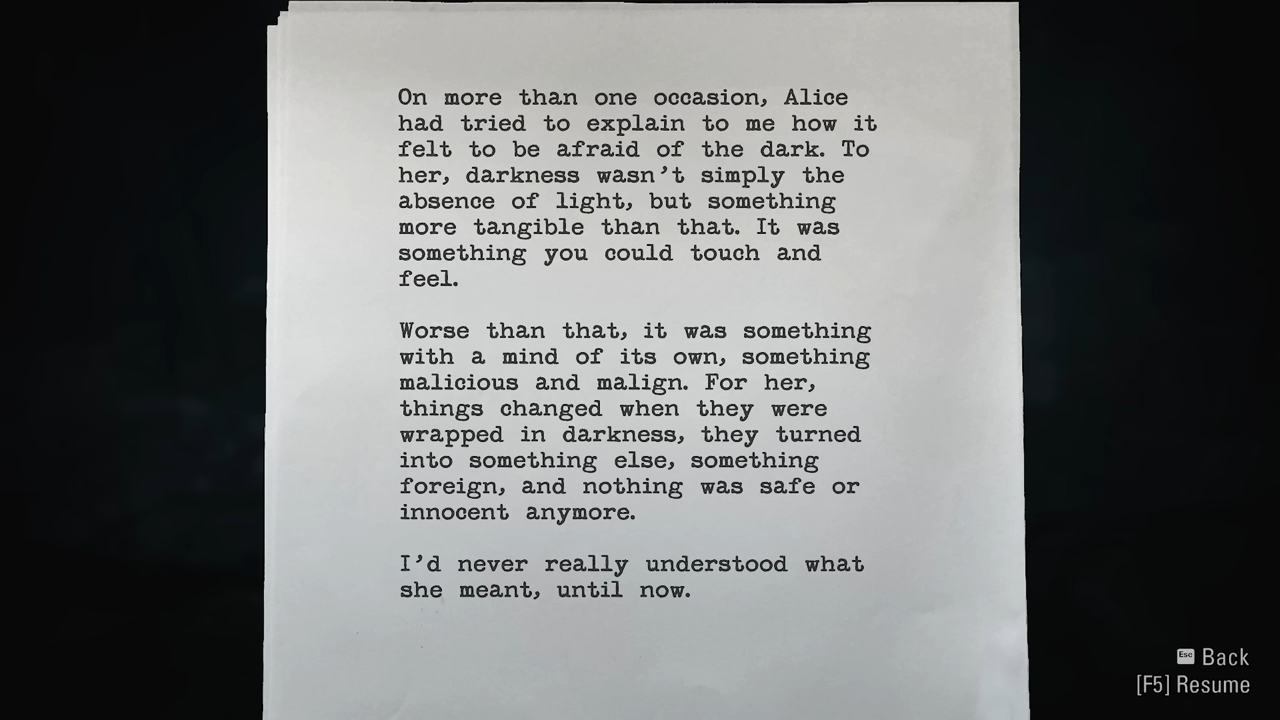 On more than one occasion, Alice
had tried to explain to me how it
felt to be afraid of the dark. To
her, darkness wasn't simply the
absence of light, but something
more tangible than that. It was
something you could touch and
feel.
Worse than that, it was something
with a mind of its own, something
malicious and malign. For her,
things changed when they were
wrapped in darkness, they turned
into something else, something
foreign, and nothing was safe or
innocent anymore.
I'd never really understood what
she meant, until now.
Esc Back
[F5] Resume